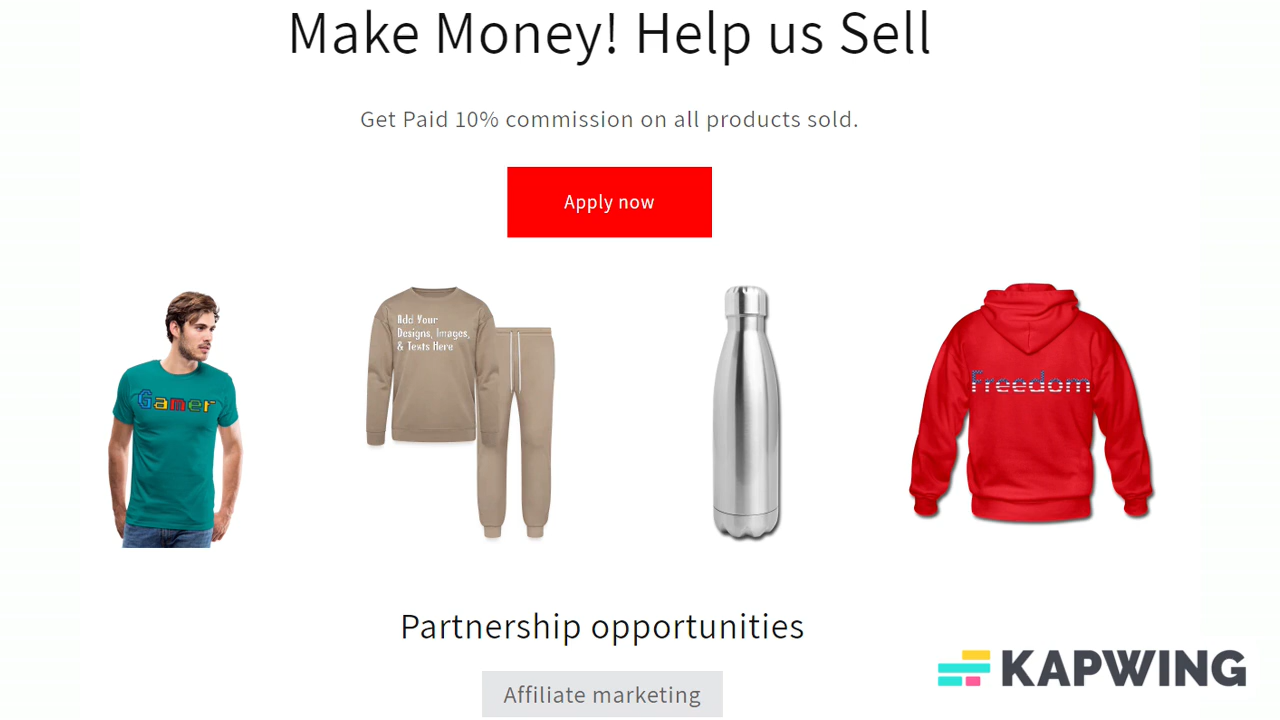 Make Money! Help us Sell
Get Paid 10% commission on all products sold.
Apply now
Gamer
Add Your
Designs, Images,
& Texts Here
Freedom
Partnership opportunities
Affiliate marketing
KAPWING